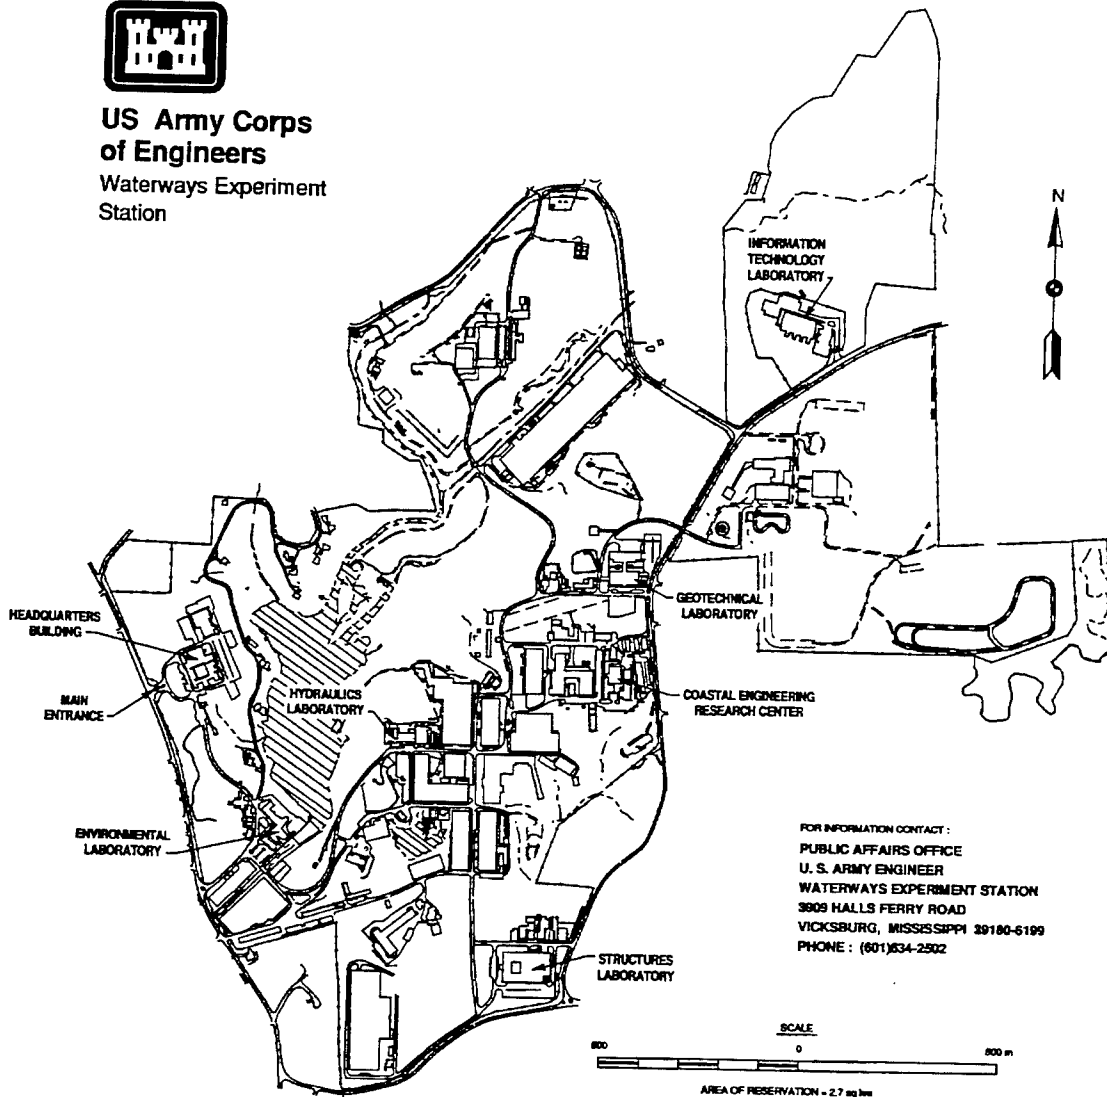 US Army Corps
of Engineers
Waterways Experiment
Station
N
INFORMATION
TECHNOLOGY
LABORATORY
GEOTECHNICAL
LABORATORY
HEADQUARTERS
BUILDING
MAIN
ENTRANCE
HYDRAULICS
LABORATORY
COASTAL ENGINEERING
RESEARCH CENTER
ENVIRONMENTAL
LABORATORY
STRUCTURES
LABORATORY
FOR INFORMATION CONTACT :
PUBLIC AFFAIRS OFFICE
U. S. ARMY ENGINEER
WATERWAYS EXPERIMENT STATION
3909 HALLS FERRY ROAD
VICKSBURG, MISSISSIPPI 39180-6199
PHONE : (601)634-2502
SCALE
0
AREA OF RESERVATION = 2.7 sq